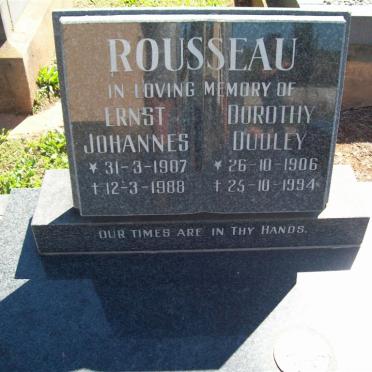 ROUSSEAU
IN LOVING MEMORY OF
ERNST DOROTHY
JOHANNES DUDLEY
* 31-3-1907 * 26-10-1906
† 12-3-1988 † 25-10-1994
OUR TIMES ARE IN THY HANDS.